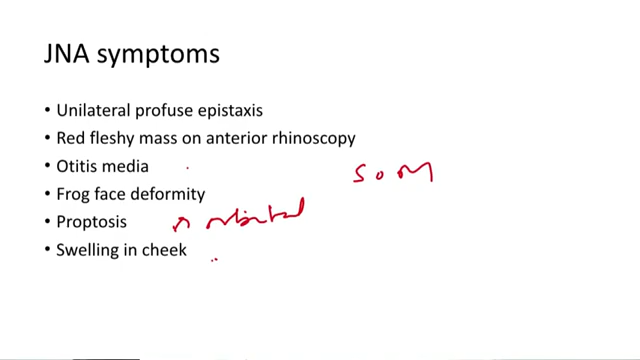 JNA symptoms
• Unilateral profuse epistaxis
• Red fleshy mass on anterior rhinoscopy
• Otitis media
SOM
• Frog face deformity
• Proptosis
orbital
• Swelling in cheek